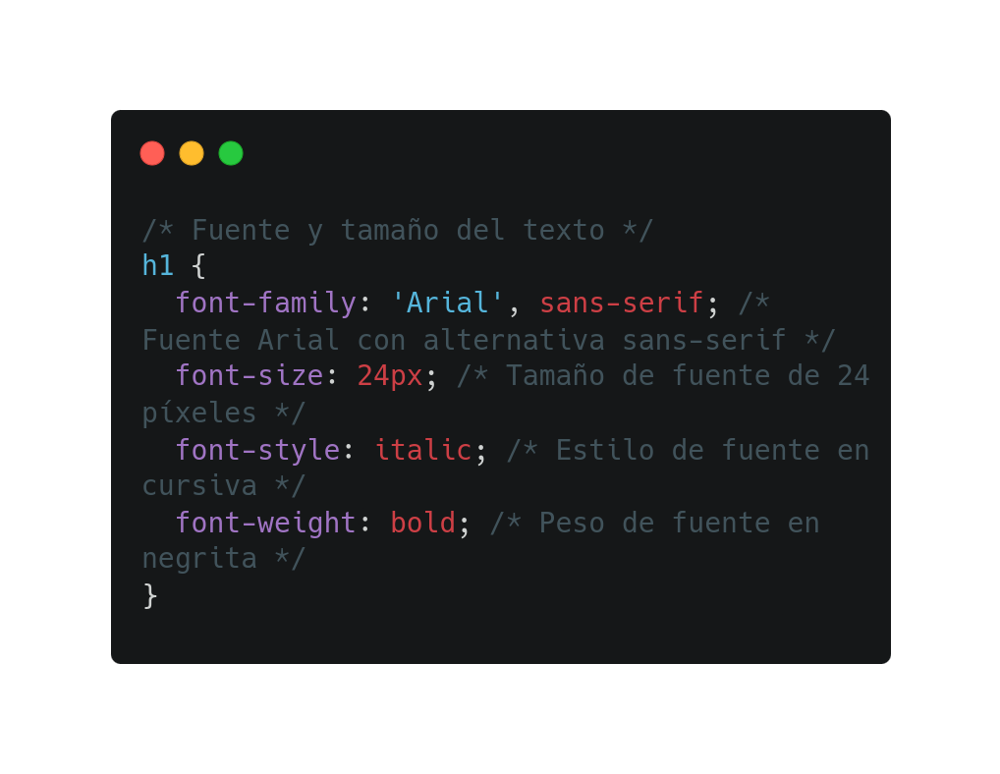 /* Fuente y tamaño del texto */
h1 {
  font-family: 'Arial', sans-serif; /*
Fuente Arial con alternativa sans-serif */
  font-size: 24px; /* Tamaño de fuente de 24
píxeles */
  font-style: italic; /* Estilo de fuente en
cursiva */
  font-weight: bold; /* Peso de fuente en
negrita */
}